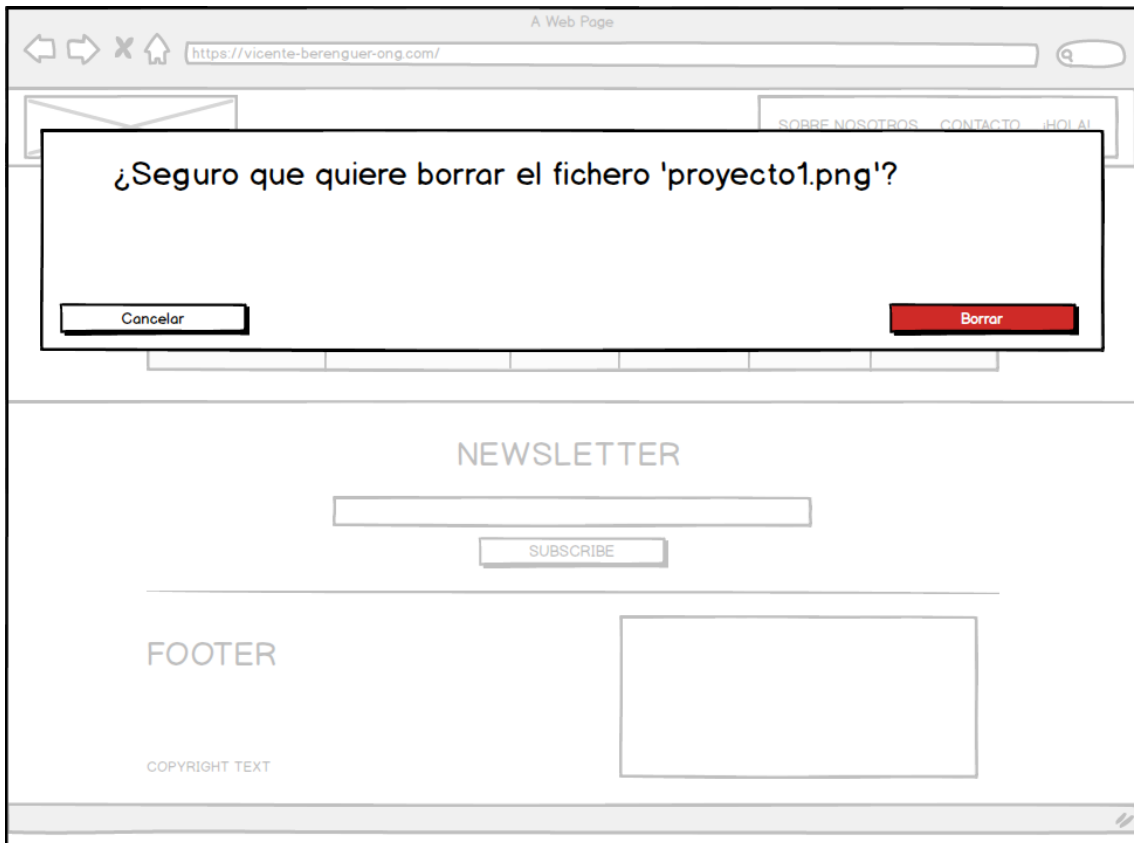 A Web Page
https://vicente-berenguer-ong.com/
SOBRE NOSOTROS CONTACTO ¡HOLA!
¿Seguro que quiere borrar el fichero 'proyecto1.png'?
Cancelar Borrar
NEWSLETTER
SUBSCRIBE
FOOTER
COPYRIGHT TEXT